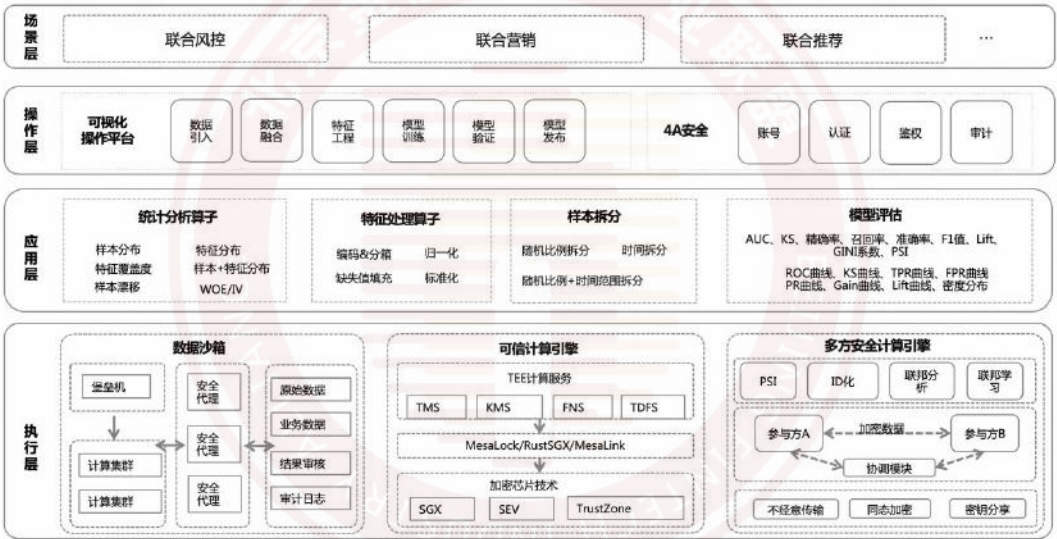 场景层
联合风控
联合营销
联合推荐
...
操作层
可视化
操作平台
数据
引入
数据
融合
特征
工程
模型
训练
模型
验证
模型
发布
4A安全
账号
认证
鉴权
审计
应用层
统计分析算子
样本分布 特征分布
特征覆盖度 样本+特征分布
样本漂移 WOE/IV
特征处理算子
编码&分箱 归一化
缺失值填充 标准化
样本拆分
随机比例拆分 时间拆分
随机比例+时间范围拆分
模型评估
AUC、KS、精确率、召回率、准确率、F1值、Lift、
GINI系数、PSI
ROC曲线、KS曲线、TPR曲线、FPR曲线
PR曲线、Gain曲线、Lift曲线、密度分布
执行层
数据沙箱
堡垒机
计算集群
计算集群
安全
代理
安全
代理
安全
代理
原始数据
业务数据
结果审核
审计日志
可信计算引擎
TEE计算服务
TMS
KMS
FNS
TDFS
MesaLock/RustSGX/MesaLink
加密芯片技术
SGX
SEV
TrustZone
多方安全计算引擎
PSI
ID化
联邦分
析
联邦学
习
参与方A
加密数据
参与方B
协调模块
不经意传输
同态加密
密钥分享